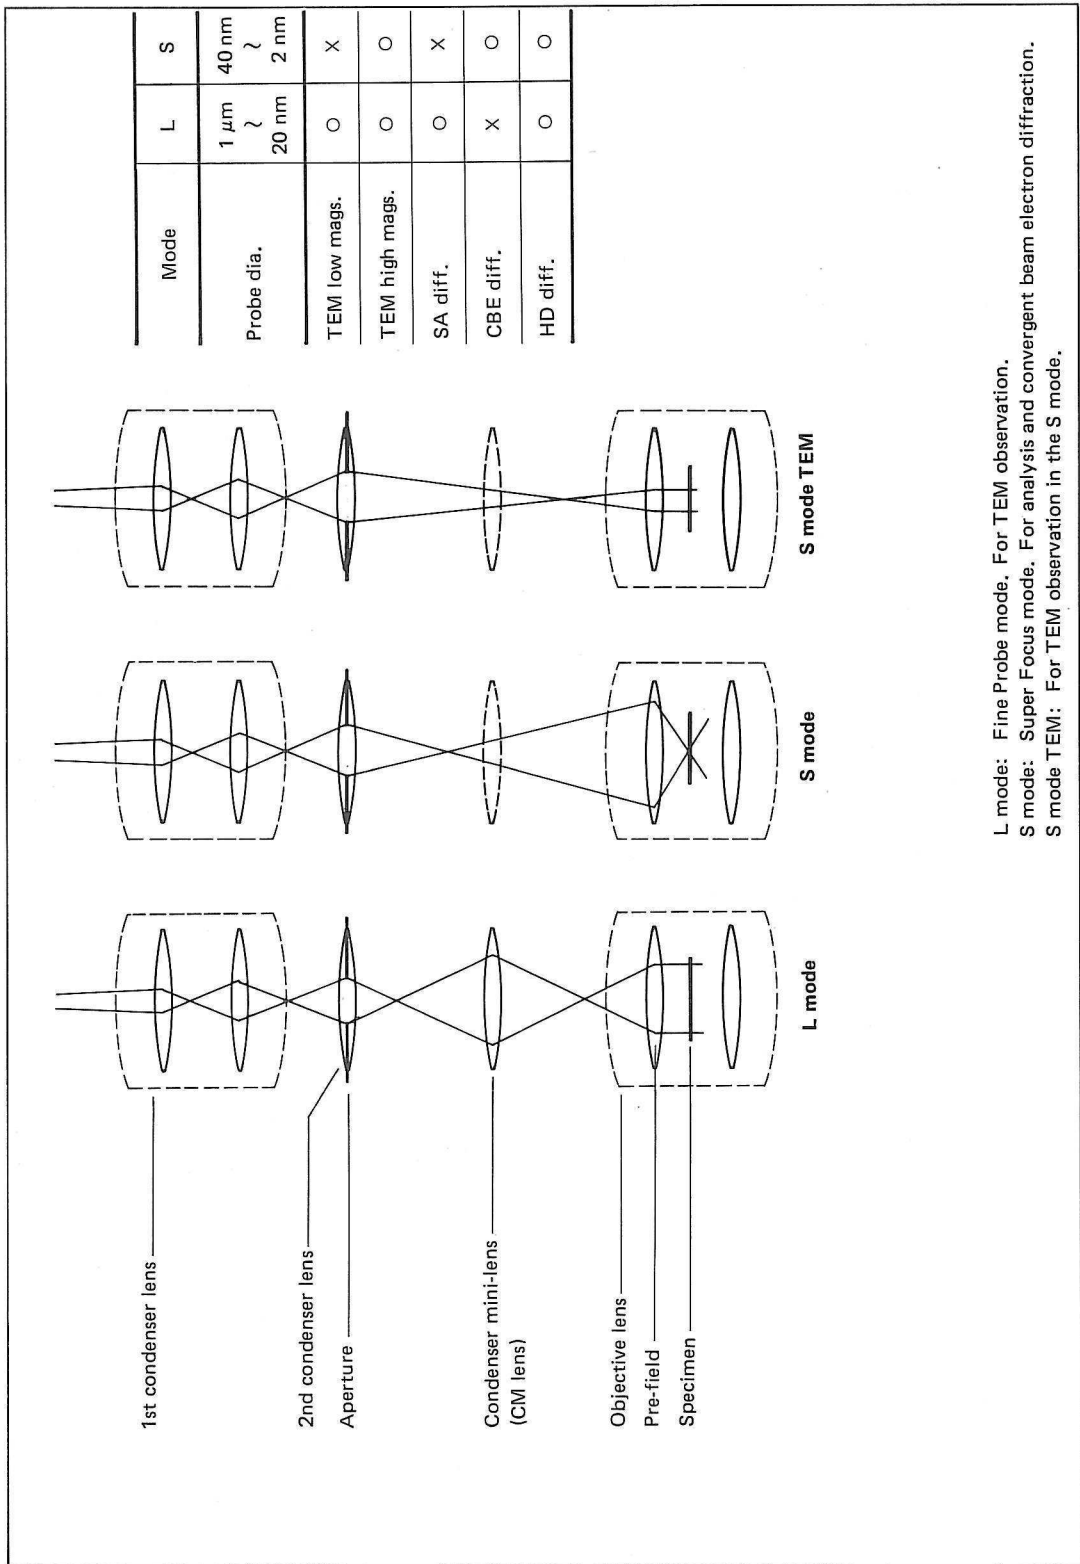 1st condenser lens
2nd condenser lens
Aperture
Condenser mini-lens
(CM lens)
Objective lens
Pre-field
Specimen
L mode
S mode
S mode TEM
Mode L S
Probe dia. 1 μm ~ 20 nm 40 nm ~ 2 nm
TEM low mags. O X
TEM high mags. O O
SA diff. O X
CBE diff. X O
HD diff. O O
L mode: Fine Probe mode. For TEM observation.
S mode: Super Focus mode. For analysis and convergent beam electron diffraction.
S mode TEM: For TEM observation in the S mode.